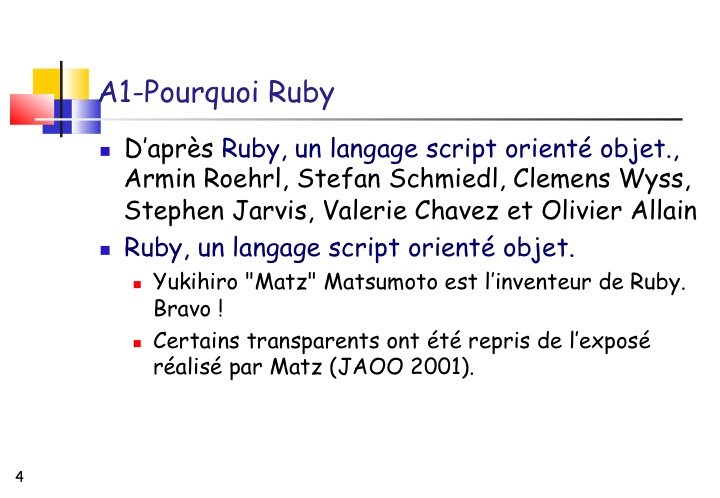 A1-Pourquoi Ruby
D’après Ruby, un langage script orienté objet.,
Armin Roehrl, Stefan Schmiedl, Clemens Wyss,
Stephen Jarvis, Valerie Chavez et Olivier Allain
Ruby, un langage script orienté objet.
Yukihiro "Matz" Matsumoto est l’inventeur de Ruby.
Bravo !
Certains transparents ont été repris de l’exposé
réalisé par Matz (JAOO 2001).
4